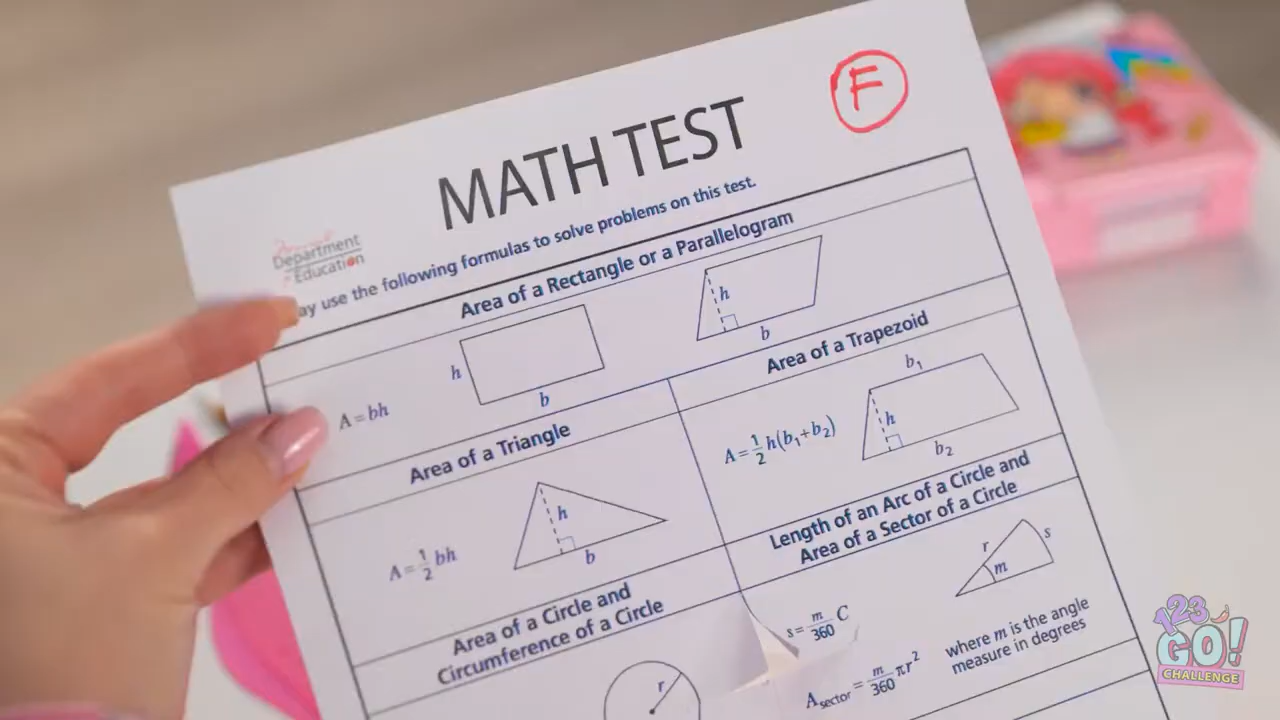 F
MATH TEST
Department
Education
ay use the following formulas to solve problems on this test.
Area of a Rectangle or a Parallelogram
h
b
A = bh
h
b
Area of a Triangle
A = 1/2 bh
h
b
Area of a Trapezoid
A = 1/2 h(b₁+b₂)
b₁
h
b₂
Area of a Circle and
Circumference of a Circle
r
Length of an Arc of a Circle and
Area of a Sector of a Circle
r
s
m
s = m/360 C
A sector = m/360 πr²
where m is the angle
measure in degrees
123
GO!
CHALLENGE